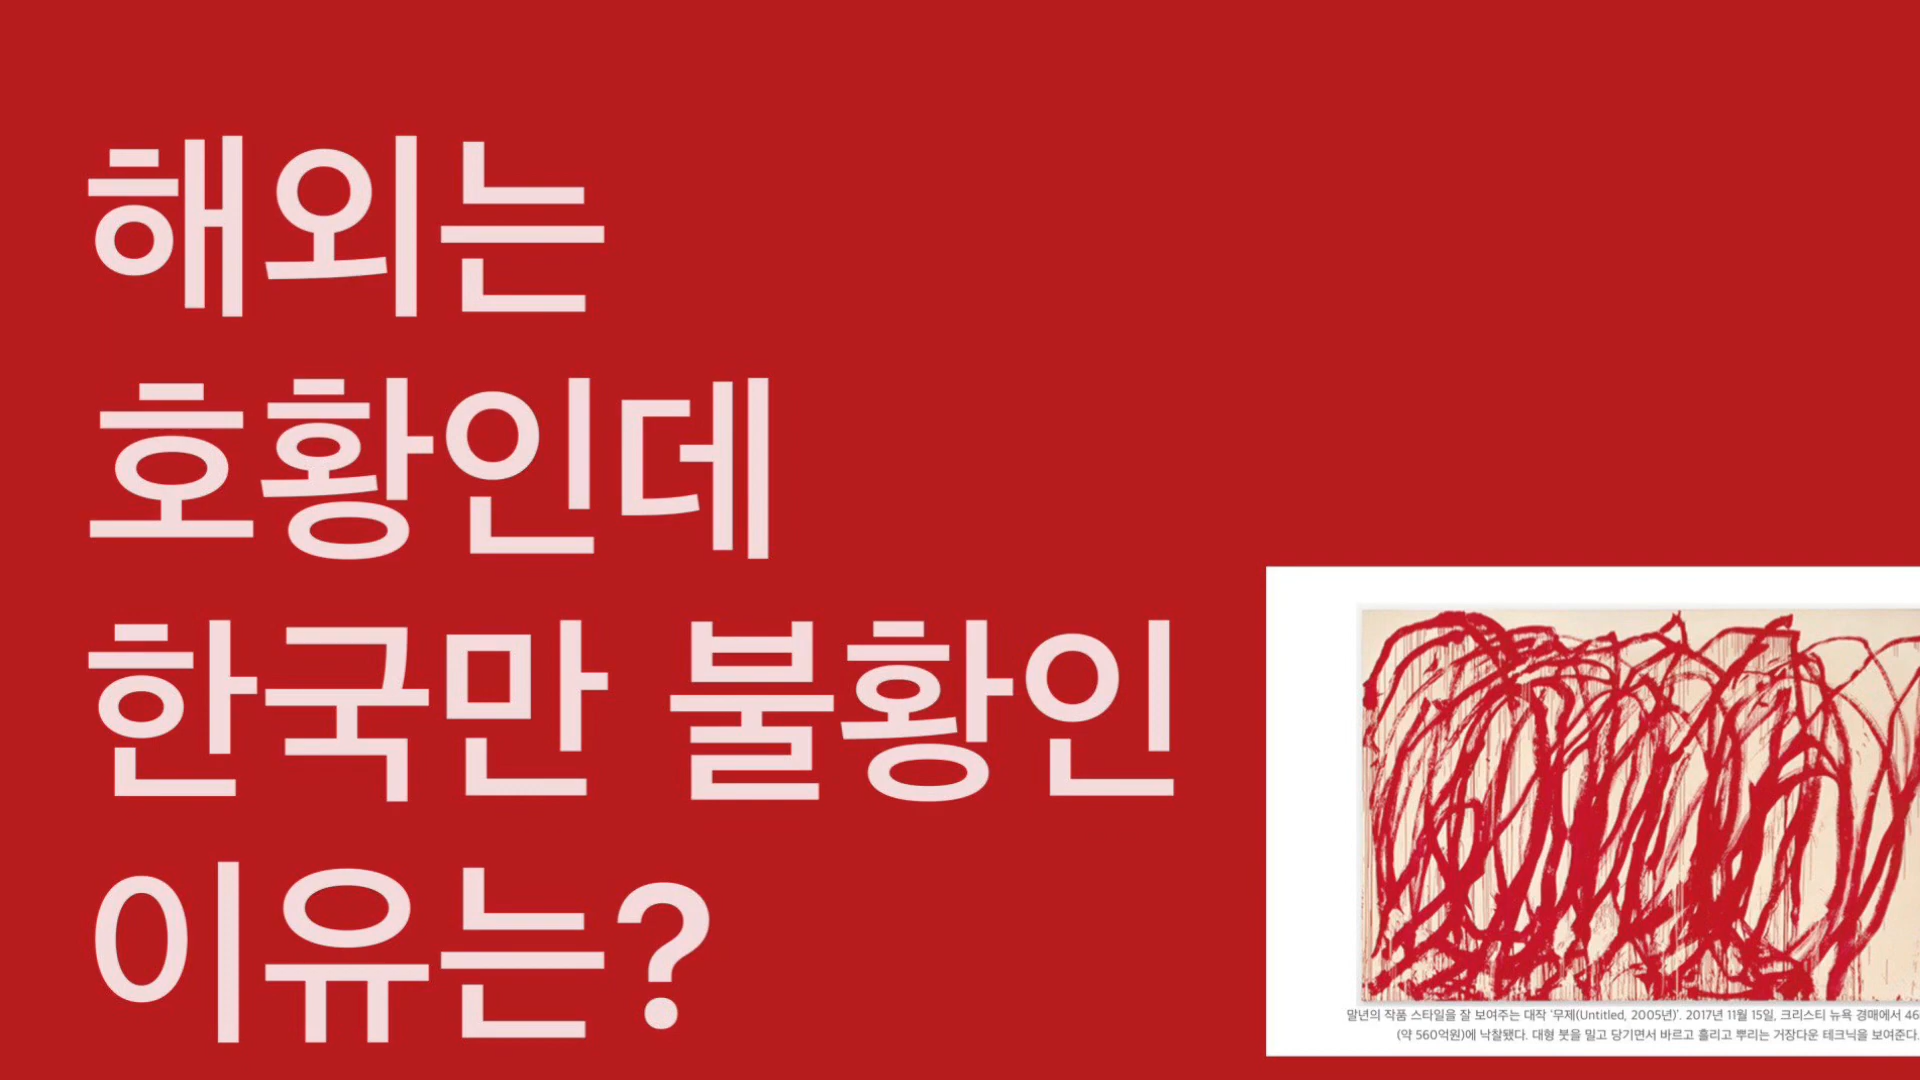 해외는
호황인데
한국만 불황인
이유는?
말년의 작품 스타일을 잘 보여주는 대작 '무제(Untitled, 2005년)'. 2017년 11월 15일, 크리스티 뉴욕 경매에서 46
(약 560억원)에 낙찰됐다. 대형 붓을 밀고 당기면서 바르고 흘리고 뿌리는 거장다운 테크닉을 보여준다.